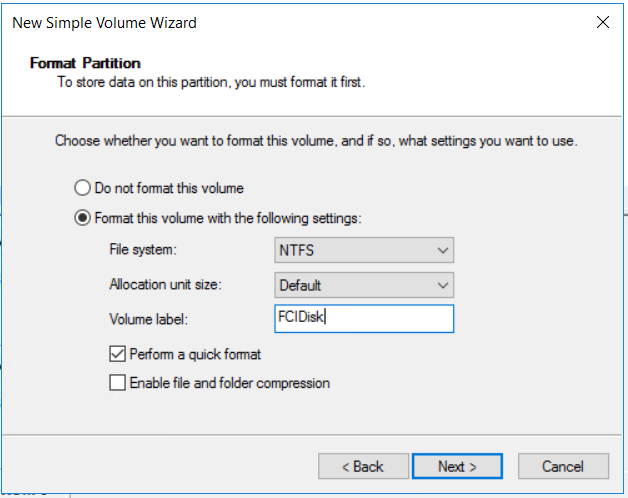 New Simple Volume Wizard
Format Partition
To store data on this partition, you must format it first.
Choose whether you want to format this volume, and if so, what settings you want to use.
Do not format this volume
Format this volume with the following settings:
File system: NTFS
Allocation unit size: Default
Volume label: FCIDisk
Perform a quick format
Enable file and folder compression
< Back Next > Cancel